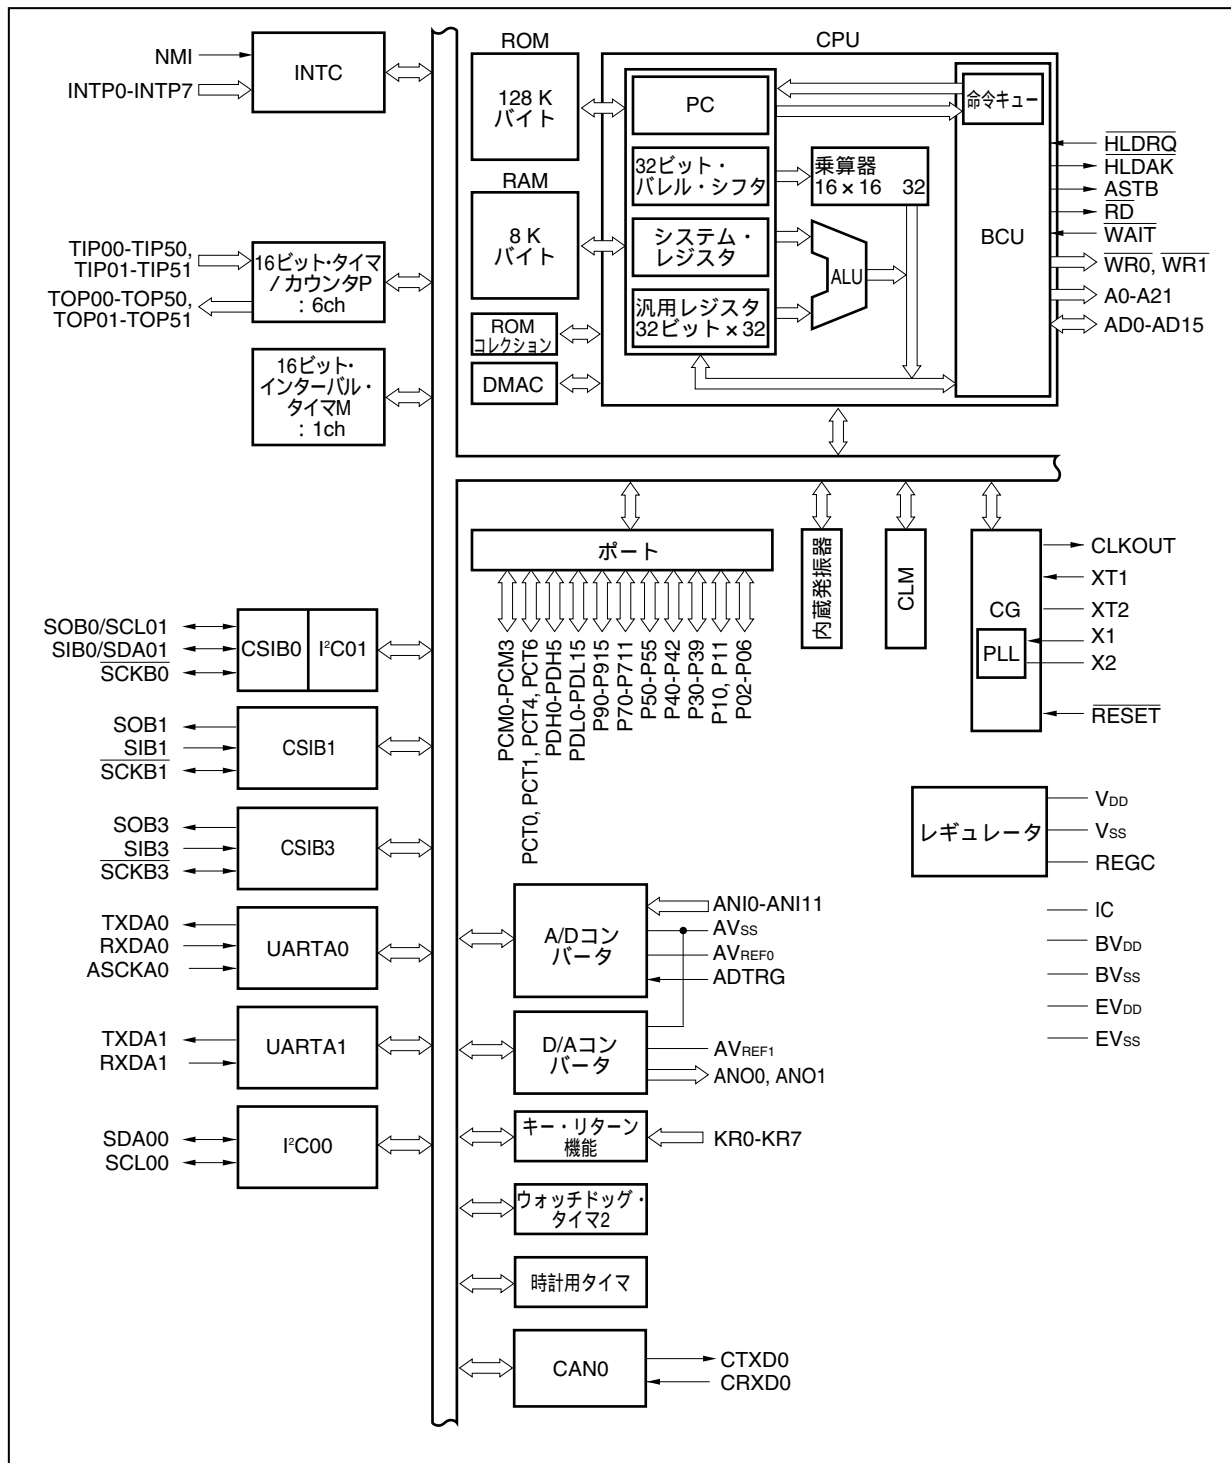 ROM
CPU
NMI
INTP0-INTP7
INTC
128 K
バイト
PC
命令キュー
32ビット・
バレル・シフタ
乗算器
16 × 16 32
RAM
8 K
バイト
システム・
レジスタ
ALU
汎用レジスタ
32ビット × 32
BCU
HLDRQ
HLDAK
ASTB
RD
WAIT
WR0, WR1
A0-A21
AD0-AD15
TIP00-TIP50,
TIP01-TIP51
TOP00-TOP50,
TOP01-TOP51
16ビット・タイマ
/ カウンタP
: 6ch
ROM
コレクション
DMAC
16ビット・
インターバル・
タイマM
: 1ch
ポート
PCM0-PCM3
PCT0, PCT1, PCT4, PCT6
PDH0-PDH5
PDL0-PDL15
P90-P915
P70-P711
P50-P55
P40-P42
P30-P39
P10, P11
P02-P06
内蔵発振器
CLM
CG
PLL
CLKOUT
XT1
XT2
X1
X2
RESET
SOB0/SCL01
SIB0/SDA01
SCKB0
CSIB0
I²C01
SOB1
SIB1
SCKB1
CSIB1
SOB3
SIB3
SCKB3
CSIB3
レギュレータ
VDD
VSS
REGC
IC
BVDD
BVSS
EVDD
EVSS
TXDA0
RXDA0
ASCKA0
UARTA0
A/Dコン
バータ
ANI0-ANI11
AVSS
AVREF0
ADTRG
TXDA1
RXDA1
UARTA1
D/Aコン
バータ
AVREF1
ANO0, ANO1
SDA00
SCL00
I²C00
キー・リターン
機能
KR0-KR7
ウォッチドッグ・
タイマ2
時計用タイマ
CAN0
CTXD0
CRXD0